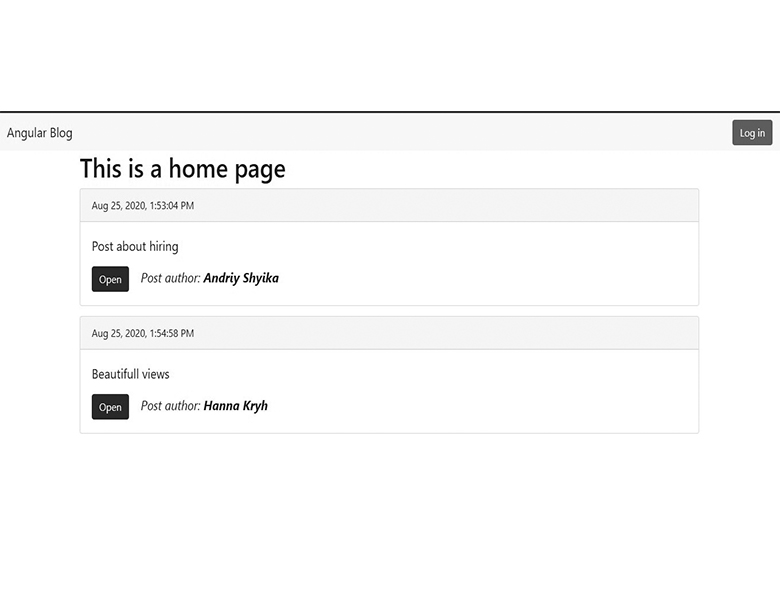 Angular Blog
Log in
This is a home page
Aug 25, 2020, 1:53:04 PM
Post about hiring
Open Post author: Andriy Shyika
Aug 25, 2020, 1:54:58 PM
Beautifull views
Open Post author: Hanna Kryh